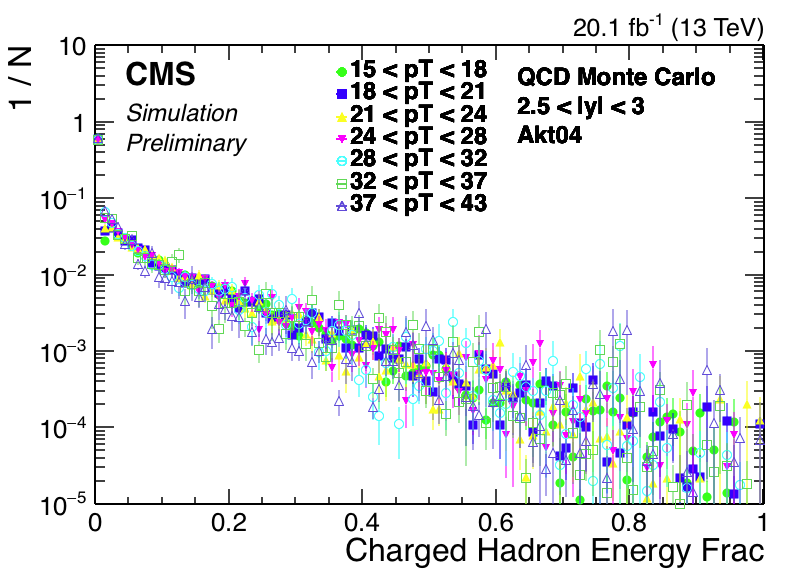 20.1 fb⁻¹ (13 TeV)
1 / N
10
1
10⁻¹
10⁻²
10⁻³
10⁻⁴
10⁻⁵
CMS
Simulation
Preliminary
15 < pT < 18
18 < pT < 21
21 < pT < 24
24 < pT < 28
28 < pT < 32
32 < pT < 37
37 < pT < 43
QCD Monte Carlo
2.5 < |y| < 3
Akt04
0 0.2 0.4 0.6 0.8 1
Charged Hadron Energy Frac